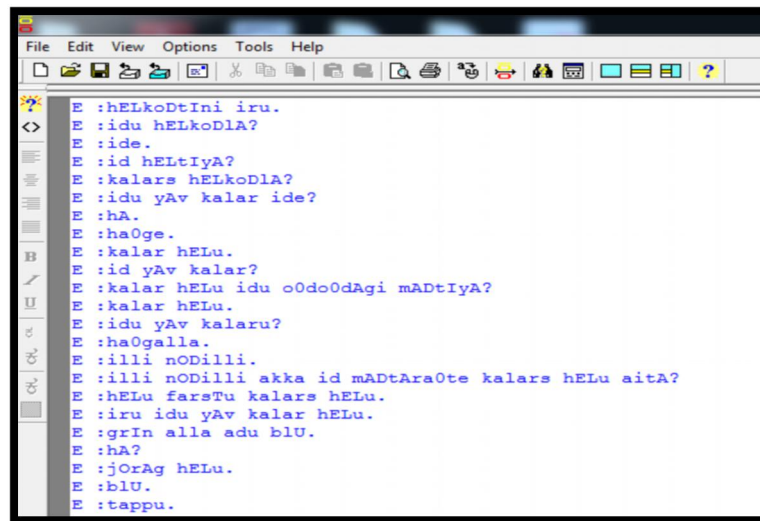 File Edit View Options Tools Help
E :hELkoDtIni iru.
E :idu hELkoDlA?
E :ide.
E :id hELtIyA?
E :kalars hELkoDlA?
E :idu yAv kalar ide?
E :hA.
E :ha0ge.
E :kalar hELu.
E :id yAv kalar?
E :kalar hELu idu o0do0dAgi mADtIyA?
E :kalar hELu.
E :idu yAv kalaru?
E :ha0galla.
E :illi nODilli.
E :illi nODilli akka id mADtAra0te kalars hELu aitA?
E :hELu farsTu kalars hELu.
E :iru idu yAv kalar hELu.
E :grIn alla adu blU.
E :hA?
E :jOrAg hELu.
E :blU.
E :tappu.
B
I
U